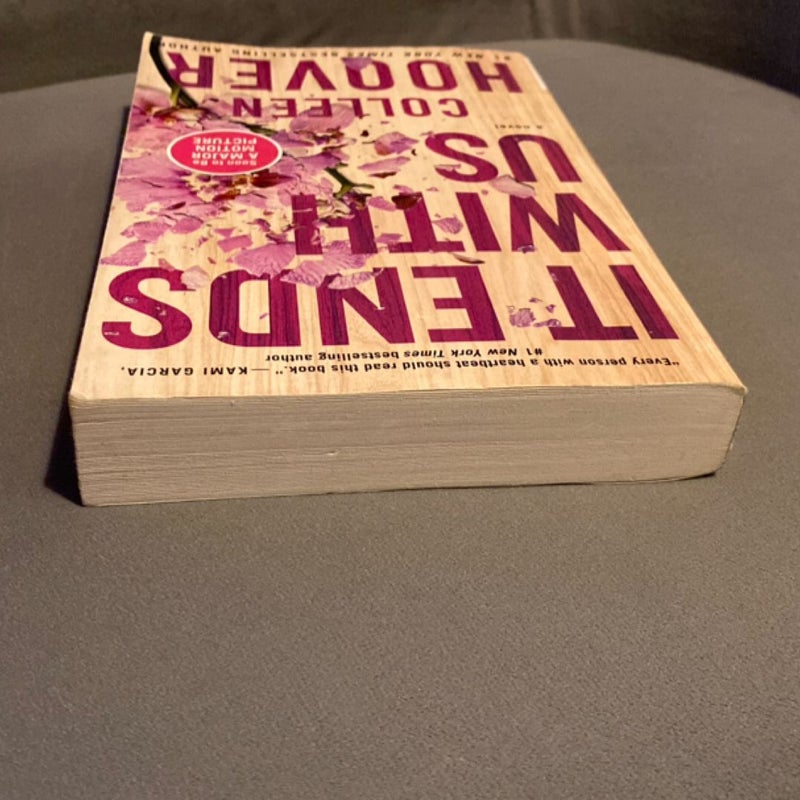 "Every person with a heartbeat should read this book." —KAMI GARCIA,
#1 New York Times bestselling author
IT ENDS
WITH
US
a novel
COLLEEN
HOOVER
#1 NEW YORK TIMES BESTSELLING AUTHOR
Soon to Be
A MAJOR
MOTION
PICTURE